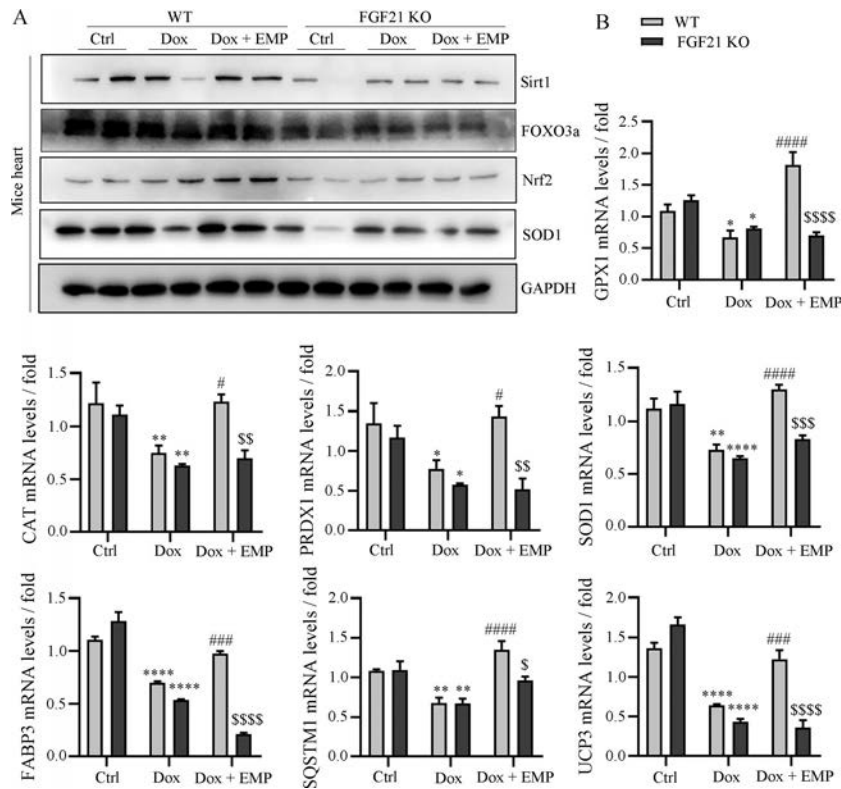 A
WT
FGF21 KO
Ctrl
Dox
Dox + EMP
Ctrl
Dox
Dox + EMP
Mice heart
Sirt1
FOXO3a
Nrf2
SOD1
GAPDH
B
WT
FGF21 KO
GPX1 mRNA levels / fold
2.0
1.5
1.0
0.5
0.0
*
*
####
$$$$
Ctrl
Dox
Dox + EMP
CAT mRNA levels / fold
1.5
1.0
0.5
0.0
**
**
#
$$
Ctrl
Dox
Dox + EMP
PRDX1 mRNA levels / fold
2.0
1.5
1.0
0.5
0.0
*
*
#
$$
Ctrl
Dox
Dox + EMP
SOD1 mRNA levels / fold
1.5
1.0
0.5
0.0
**
****
####
$$$
Ctrl
Dox
Dox + EMP
FABP3 mRNA levels / fold
1.5
1.0
0.5
0.0
****
****
###
$$$$
Ctrl
Dox
Dox + EMP
SQSTM1 mRNA levels / fold
2.0
1.5
1.0
0.5
0.0
**
**
####
$
Ctrl
Dox
Dox + EMP
UCP3 mRNA levels / fold
2.0
1.5
1.0
0.5
0.0
****
****
###
$$$$
Ctrl
Dox
Dox + EMP